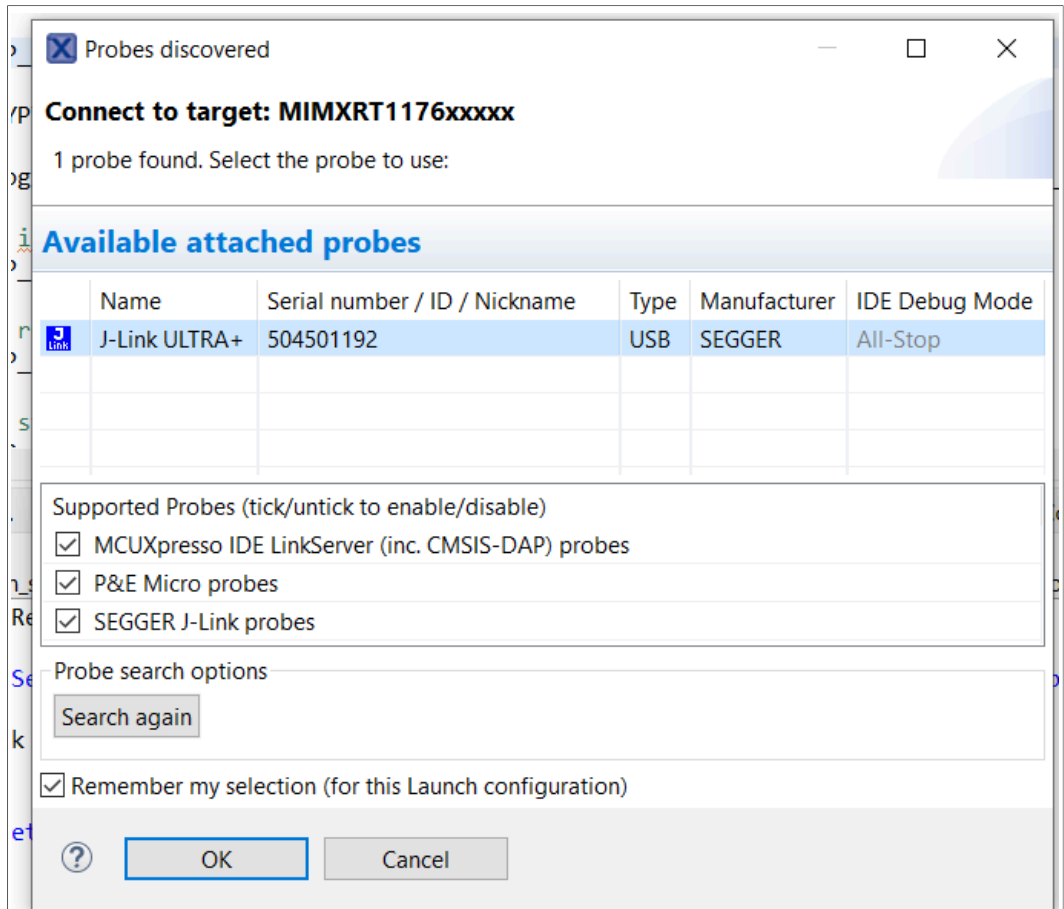 Probes discovered
Connect to target: MIMXRT1176xxxxx
1 probe found. Select the probe to use:
Available attached probes
Name Serial number / ID / Nickname Type Manufacturer IDE Debug Mode
J Link J-Link ULTRA+ 504501192 USB SEGGER All-Stop
Supported Probes (tick/untick to enable/disable)
MCUXpresso IDE LinkServer (inc. CMSIS-DAP) probes
P&E Micro probes
SEGGER J-Link probes
Probe search options
Search again
Remember my selection (for this Launch configuration)
? OK Cancel